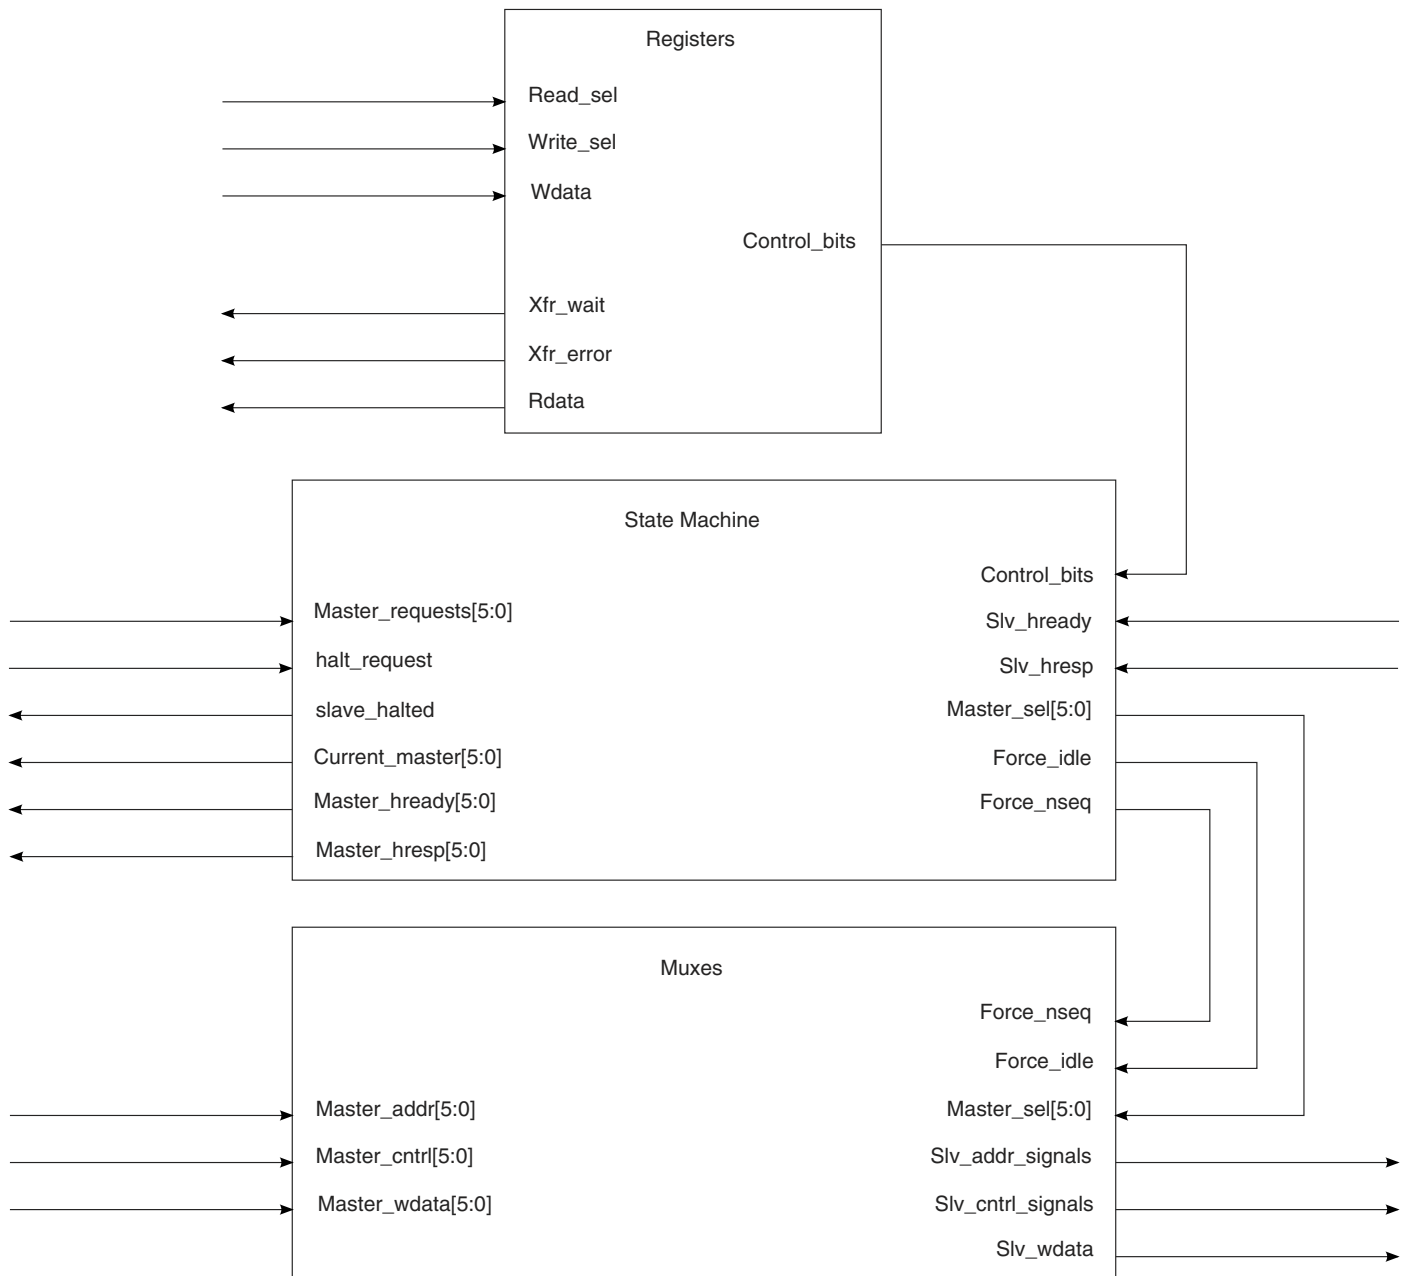 Registers
Read_sel
Write_sel
Wdata
Control_bits
Xfr_wait
Xfr_error
Rdata
State Machine
Control_bits
Master_requests[5:0]
Slv_hready
halt_request
Slv_hresp
slave_halted
Master_sel[5:0]
Current_master[5:0]
Force_idle
Master_hready[5:0]
Force_nseq
Master_hresp[5:0]
Muxes
Force_nseq
Force_idle
Master_addr[5:0]
Master_sel[5:0]
Master_cntrl[5:0]
Slv_addr_signals
Master_wdata[5:0]
Slv_cntrl_signals
Slv_wdata